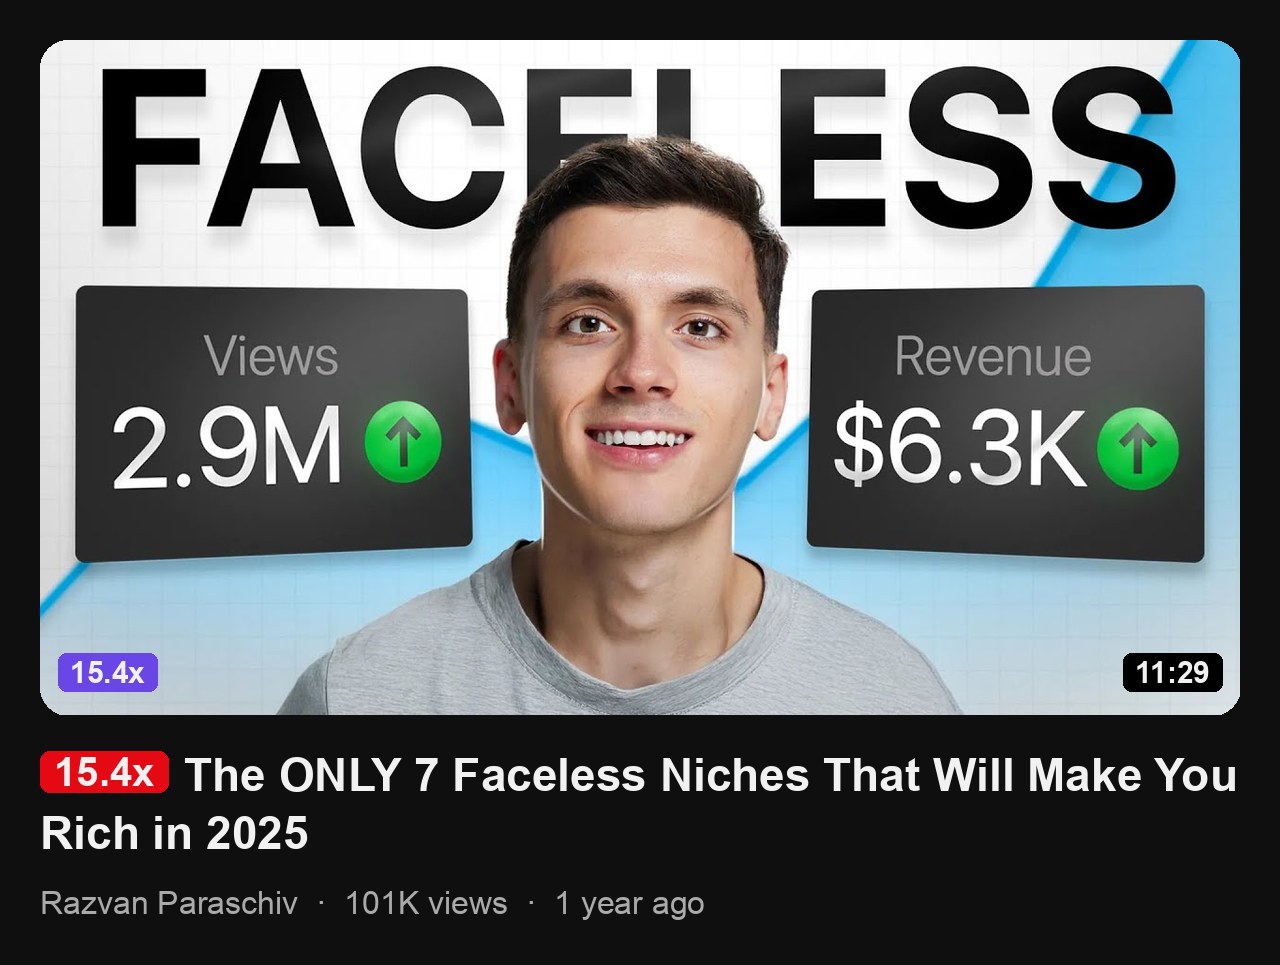 FACELESS
Views
2.9M
Revenue
$6.3K
15.4x
11:29
15.4x The ONLY 7 Faceless Niches That Will Make You
Rich in 2025
Razvan Paraschiv · 101K views · 1 year ago